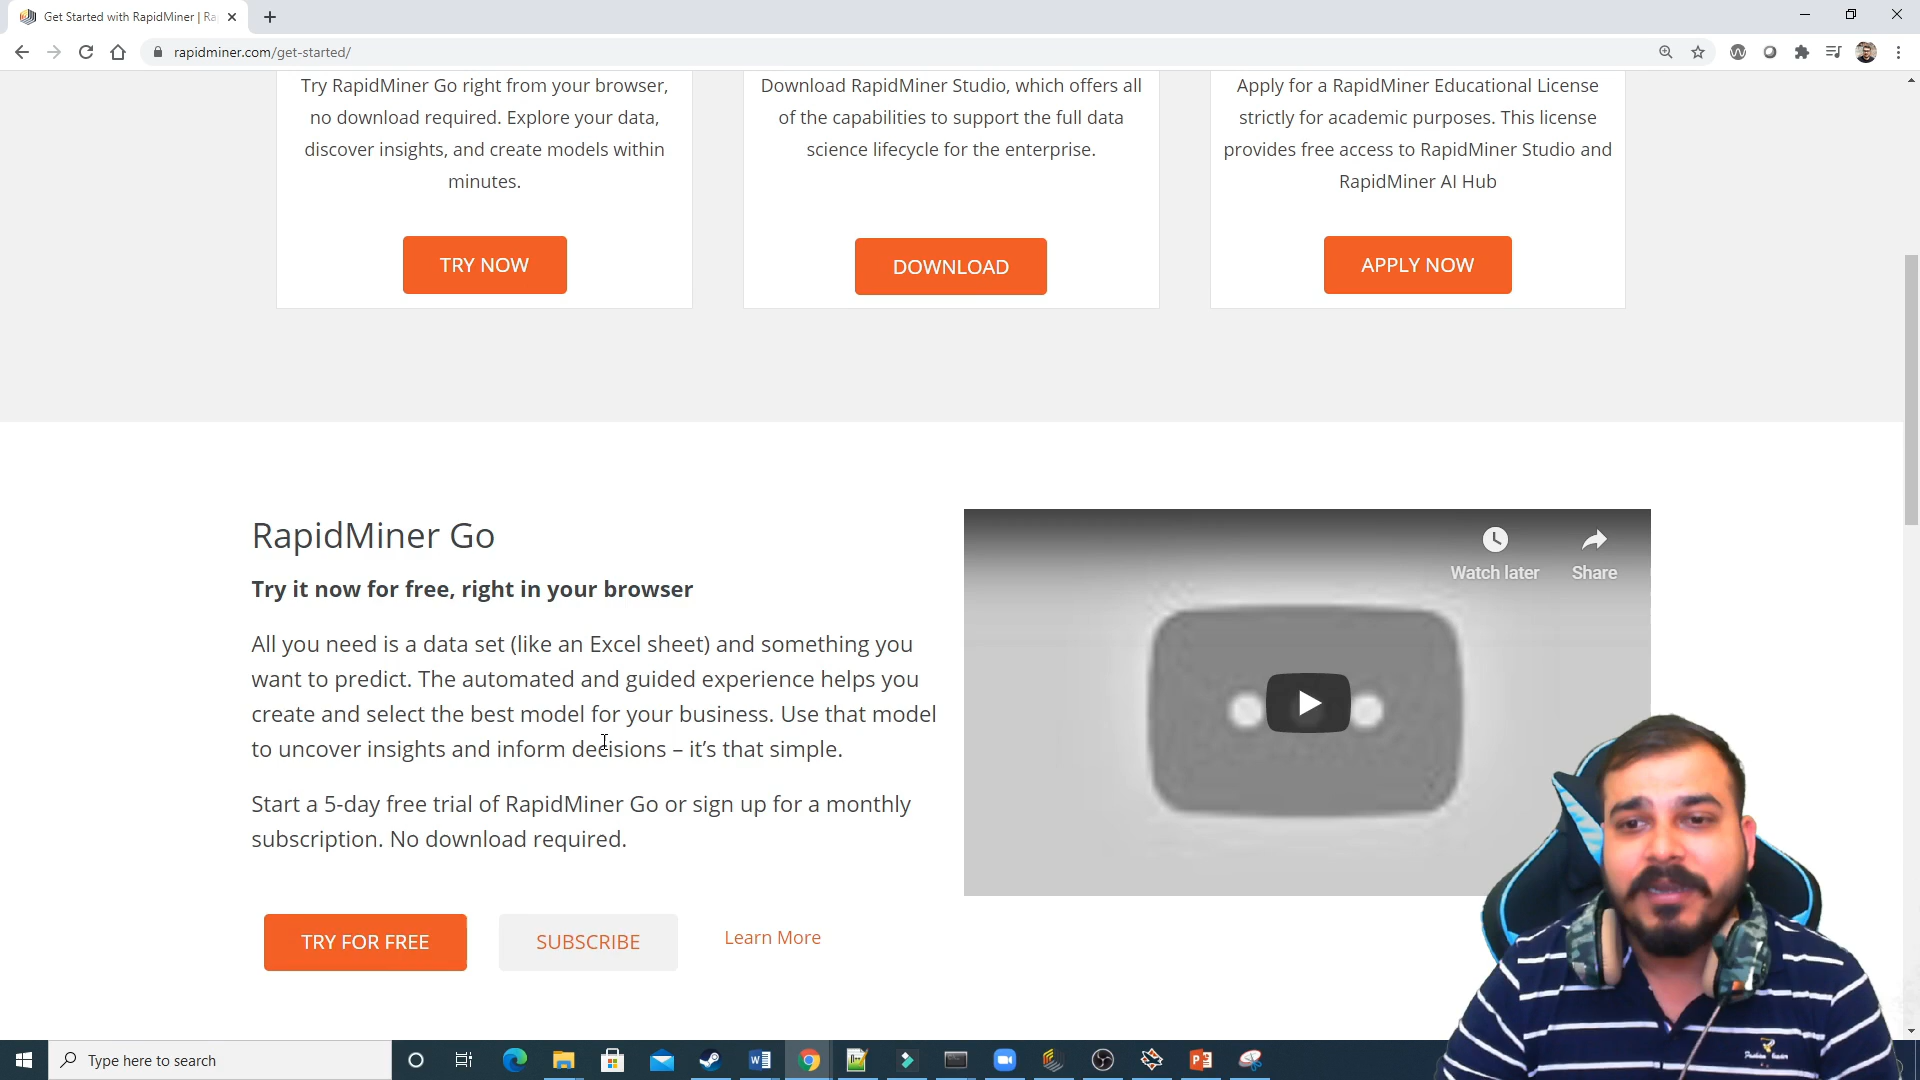 Get Started with RapidMiner | Ra
rapidminer.com/get-started/
Try RapidMiner Go right from your browser,
no download required. Explore your data,
discover insights, and create models within
minutes.
TRY NOW
Download RapidMiner Studio, which offers all
of the capabilities to support the full data
science lifecycle for the enterprise.
DOWNLOAD
Apply for a RapidMiner Educational License
strictly for academic purposes. This license
provides free access to RapidMiner Studio and
RapidMiner AI Hub
APPLY NOW
RapidMiner Go
Try it now for free, right in your browser
All you need is a data set (like an Excel sheet) and something you
want to predict. The automated and guided experience helps you
create and select the best model for your business. Use that model
to uncover insights and inform decisions – it’s that simple.
Start a 5-day free trial of RapidMiner Go or sign up for a monthly
subscription. No download required.
TRY FOR FREE
SUBSCRIBE
Learn More
Watch later
Share
Type here to search